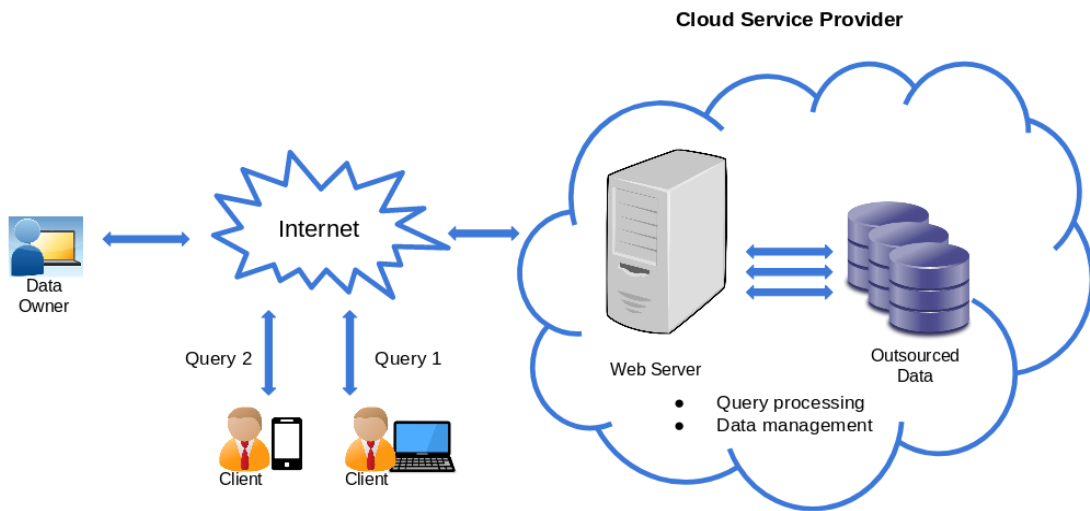 Cloud Service Provider
Internet
Data
Owner
Query 2
Query 1
Client
Client
Web Server
Outsourced
Data
● Query processing
● Data management